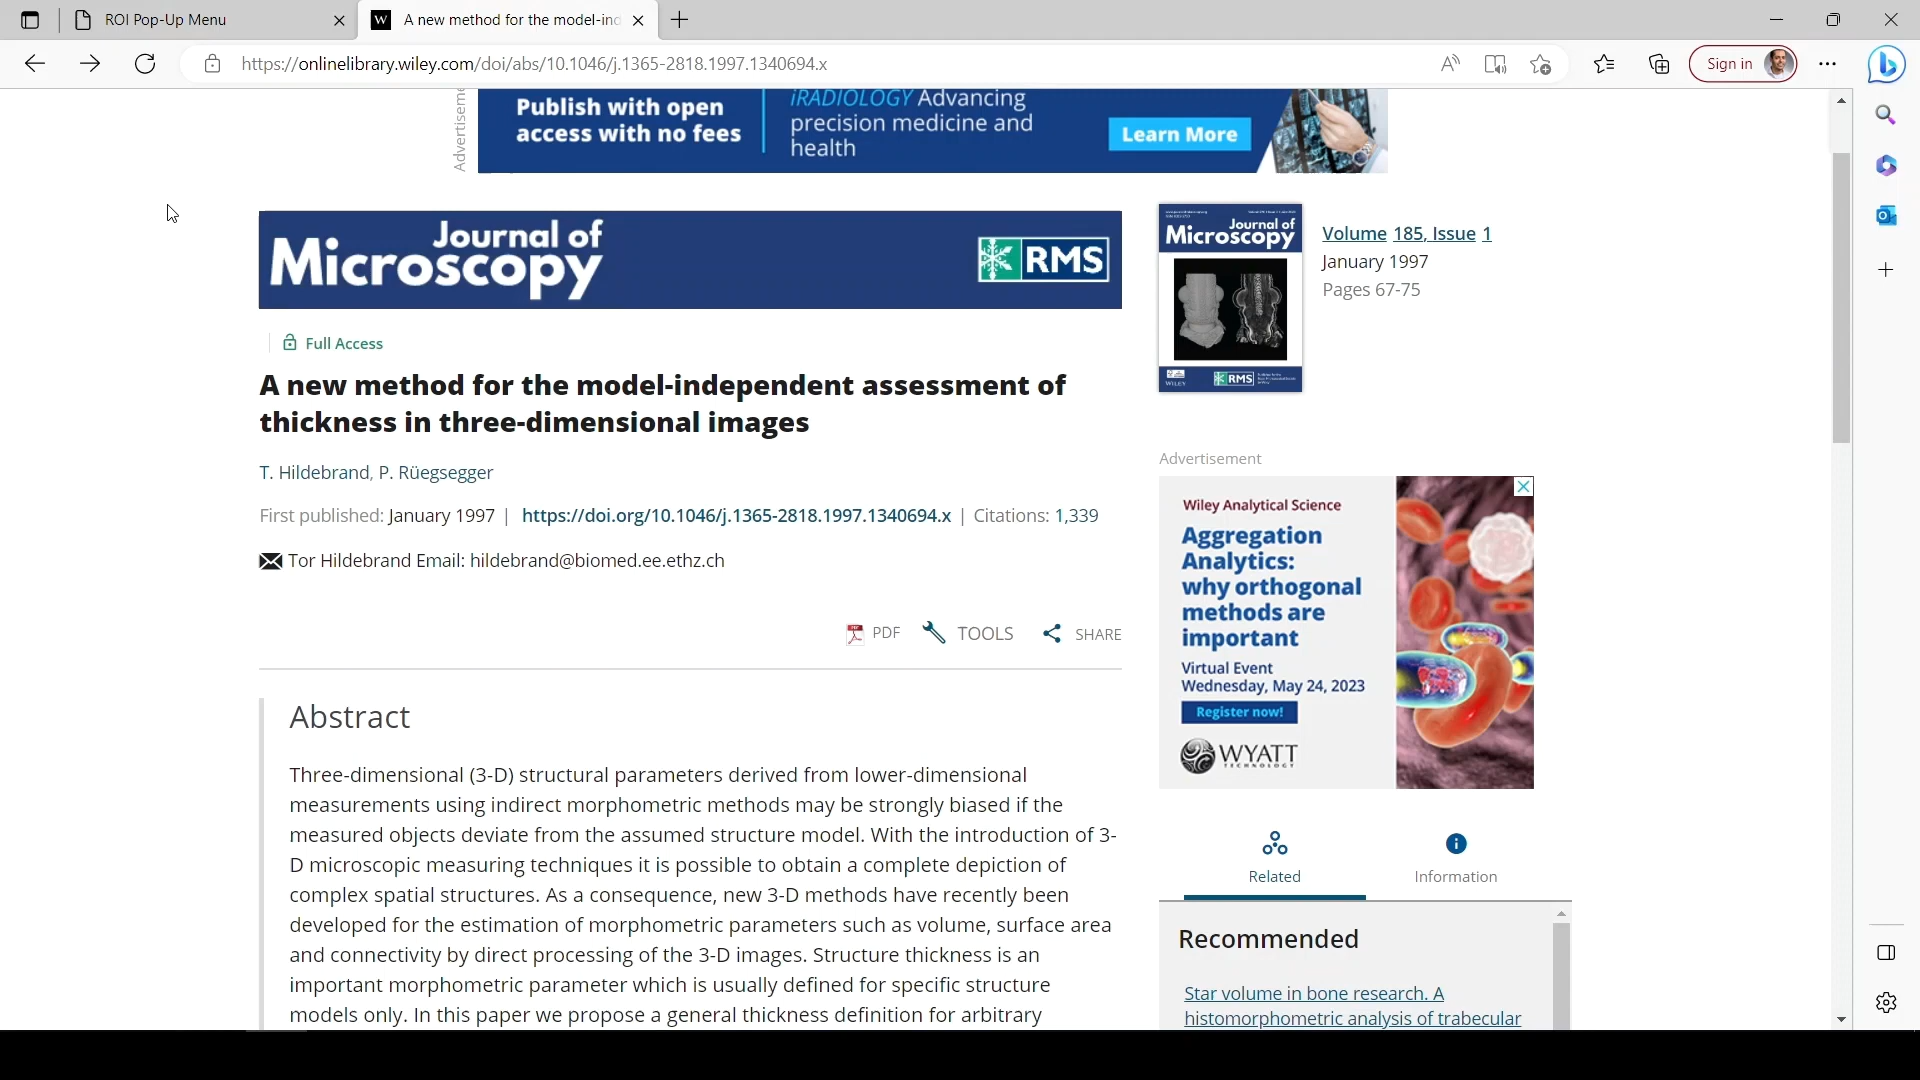 ROI Pop-Up Menu
A new method for the model-ind
https://onlinelibrary.wiley.com/doi/abs/10.1046/j.1365-2818.1997.1340694.x
Sign in
Advertiseme
Publish with open
access with no fees
iRADIOLOGY Advancing
precision medicine and
health
Learn More
Journal of
Microscopy
RMS
Journal of
Microscopy
WILEY
RMS
Volume 185, Issue 1
January 1997
Pages 67-75
Full Access
A new method for the model-independent assessment of
thickness in three-dimensional images
T. Hildebrand, P. Rüegsegger
First published: January 1997 | https://doi.org/10.1046/j.1365-2818.1997.1340694.x | Citations: 1,339
Tor Hildebrand Email: hildebrand@biomed.ee.ethz.ch
PDF TOOLS SHARE
Abstract
Three-dimensional (3-D) structural parameters derived from lower-dimensional
measurements using indirect morphometric methods may be strongly biased if the
measured objects deviate from the assumed structure model. With the introduction of 3-
D microscopic measuring techniques it is possible to obtain a complete depiction of
complex spatial structures. As a consequence, new 3-D methods have recently been
developed for the estimation of morphometric parameters such as volume, surface area
and connectivity by direct processing of the 3-D images. Structure thickness is an
important morphometric parameter which is usually defined for specific structure
models only. In this paper we propose a general thickness definition for arbitrary
Advertisement
Wiley Analytical Science
Aggregation
Analytics:
why orthogonal
methods are
important
Virtual Event
Wednesday, May 24, 2023
Register now!
WYATT
TECHNOLOGY
Related
Information
Recommended
Star volume in bone research. A
histomorphometric analysis of trabecular